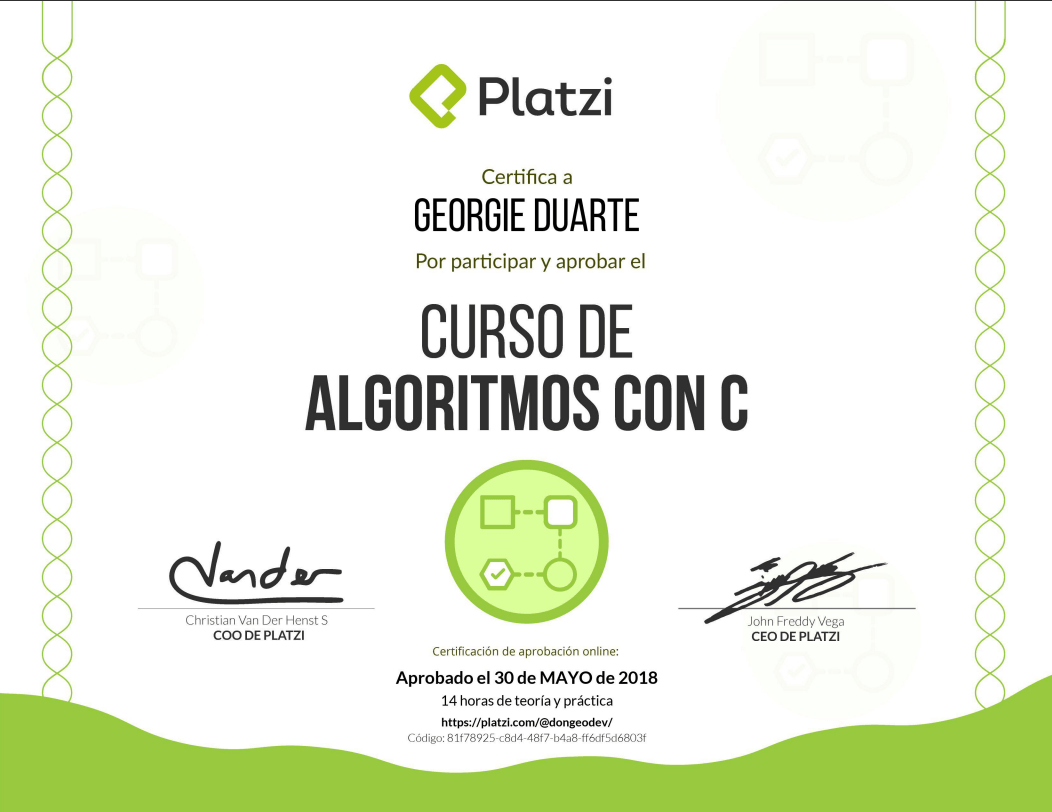 Platzi
Certifica a
GEORGIE DUARTE
Por participar y aprobar el
CURSO DE
ALGORITMOS CON C
Vander
Christian Van Der Henst S
COO DE PLATZI
John Freddy Vega
CEO DE PLATZI
Certificación de aprobación online:
Aprobado el 30 de MAYO de 2018
14 horas de teoría y práctica
https://platzi.com/@dongeodev/
Código: 81f78925-c8d4-48f7-b4a8-ff6df5d6803f